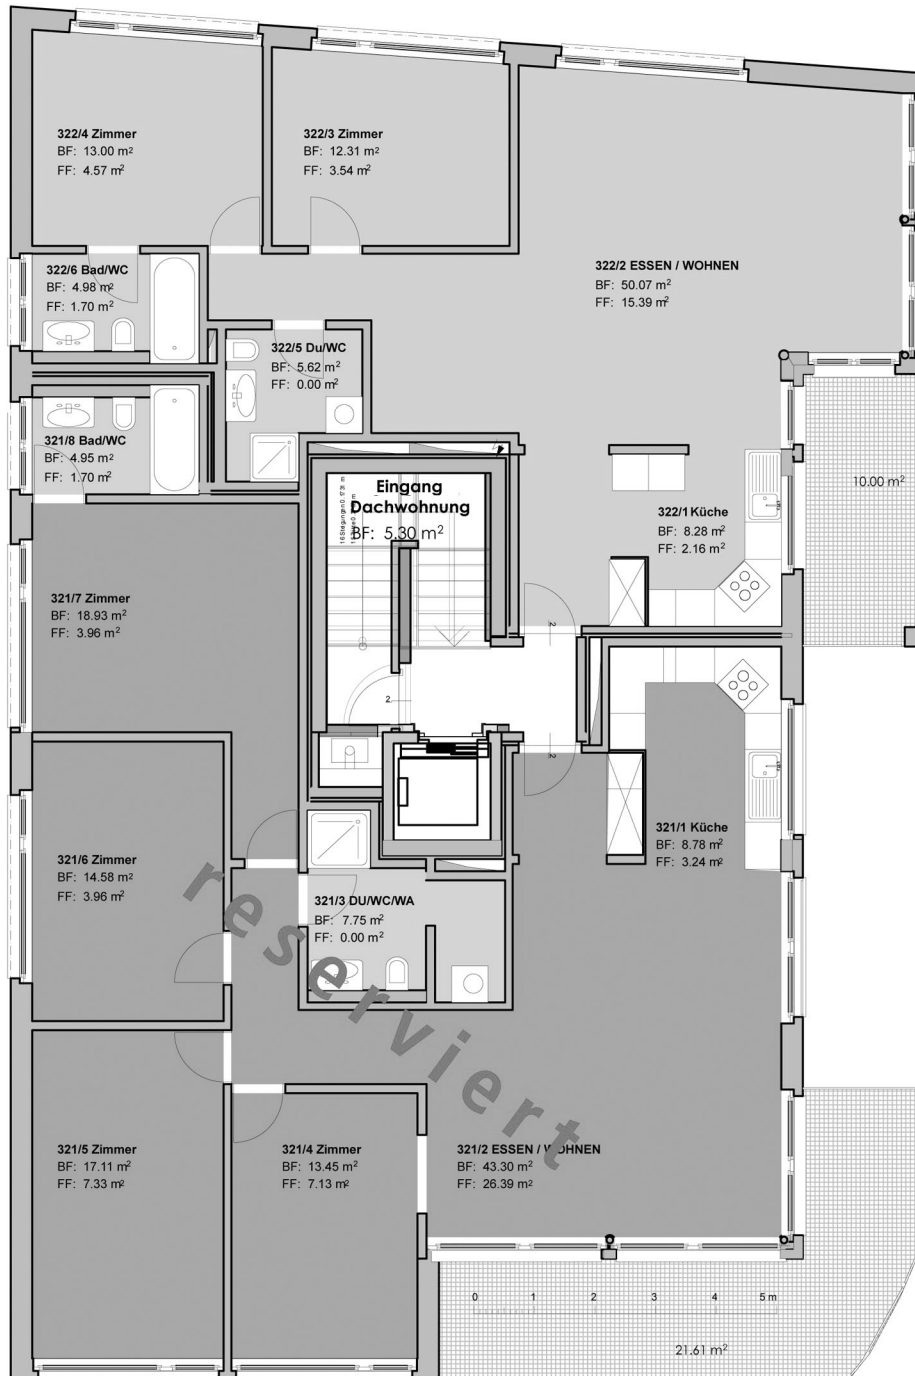 322/4 Zimmer
BF: 13.00 m²
FF: 4.57 m²
322/3 Zimmer
BF: 12.31 m²
FF: 3.54 m²
322/6 Bad/WC
BF: 4.98 m²
FF: 1.70 m²
322/2 ESSEN / WOHNEN
BF: 50.07 m²
FF: 15.39 m²
322/5 Du/WC
BF: 5.62 m²
FF: 0.00 m²
321/8 Bad/WC
BF: 4.95 m²
FF: 1.70 m²
Eingang
Dachwohnung
BF: 5.30 m²
10.00 m²
322/1 Küche
BF: 8.28 m²
FF: 2.16 m²
321/7 Zimmer
BF: 18.93 m²
FF: 3.96 m²
2
2
2
321/1 Küche
BF: 8.78 m²
FF: 3.24 m²
321/6 Zimmer
BF: 14.58 m²
FF: 3.96 m²
321/3 DU/WC/WA
BF: 7.75 m²
FF: 0.00 m²
reserviert
321/5 Zimmer
BF: 17.11 m²
FF: 7.33 m²
321/4 Zimmer
BF: 13.45 m²
FF: 7.13 m²
321/2 ESSEN / WOHNEN
BF: 43.30 m²
FF: 26.39 m²
0 1 2 3 4 5 m
21.61 m²